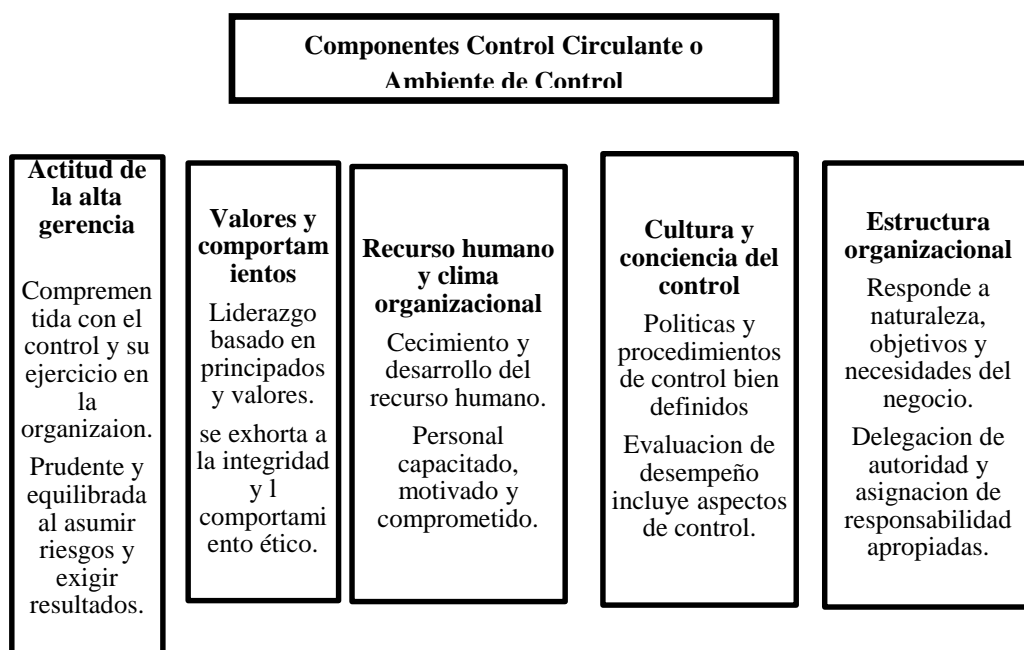 Componentes Control Circulante o
Ambiente de Control
Actitud de
la alta
gerencia
Compremen
tida con el
control y su
ejercicio en
la
organizaion.
Prudente y
equilibrada
al asumir
riesgos y
exigir
resultados.
Valores y
comportam
ientos
Liderazgo
basado en
principados
y valores.
se exhorta a
la integridad
y l
comportami
ento ético.
Recurso humano
y clima
organizacional
Cecimiento y
desarrollo del
recurso humano.
Personal
capacitado,
motivado y
comprometido.
Cultura y
conciencia del
control
Politicas y
procedimientos
de control bien
definidos
Evaluacion de
desempeño
incluye aspectos
de control.
Estructura
organizacional
Responde a
naturaleza,
objetivos y
necesidades del
negocio.
Delegacion de
autoridad y
asignacion de
responsabilidad
apropiadas.